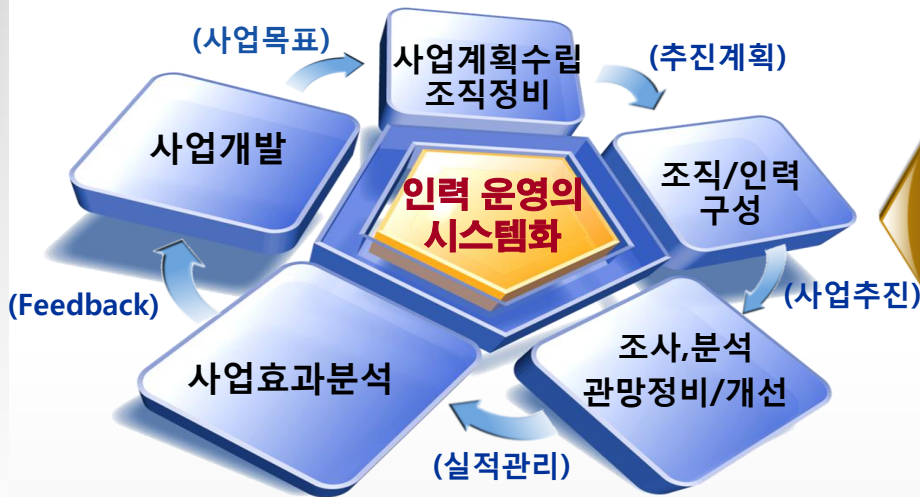 (사업목표)
사업계획수립
조직정비
(추진계획)
사업개발
조직/인력
구성
인력 운영의
시스템화
(Feedback)
(사업추진)
사업효과분석
조사,분석
관망정비/개선
(실적관리)